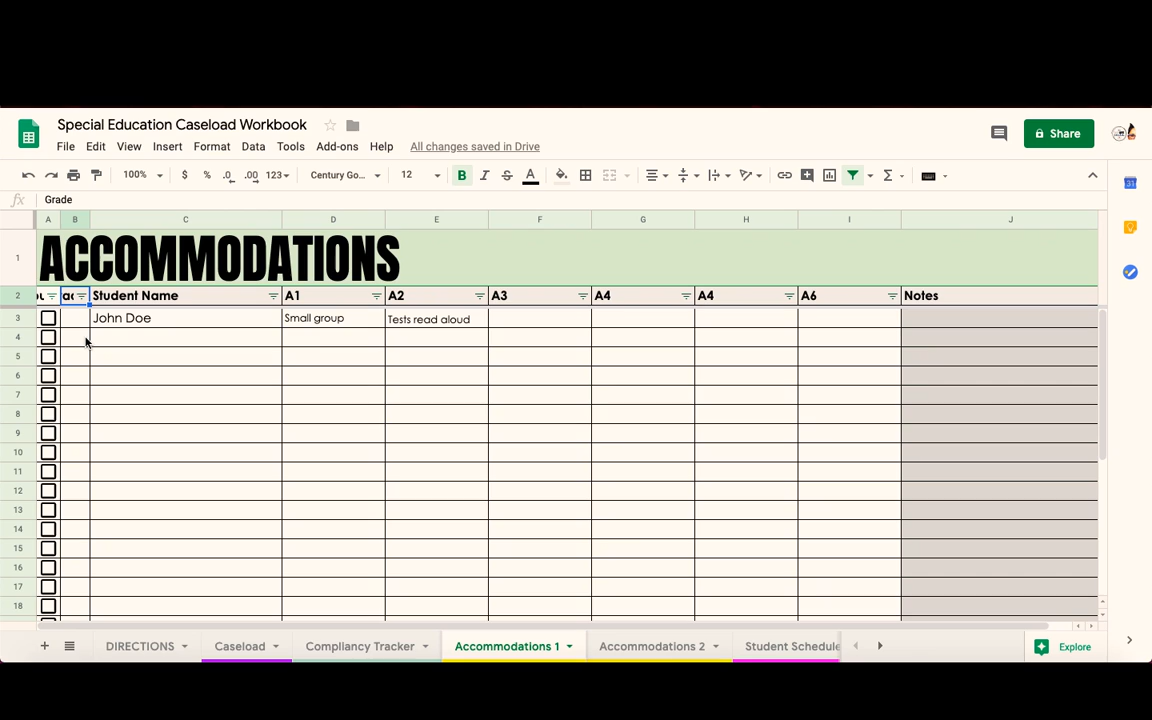 Special Education Caseload Workbook
File Edit View Insert Format Data Tools Add-ons Help All changes saved in Drive
Share
100% $ % .0 .00 123 Century Go... 12 B I S A
fx Grade
A B C D E F G H I J
1 ACCOMMODATIONS
2 Student Name A1 A2 A3 A4 A4 A6 Notes
3 John Doe Small group Tests read aloud
4
5
6
7
8
9
10
11
12
13
14
15
16
17
18
DIRECTIONS Caseload Compliancy Tracker Accommodations 1 Accommodations 2 Student Schedule Explore